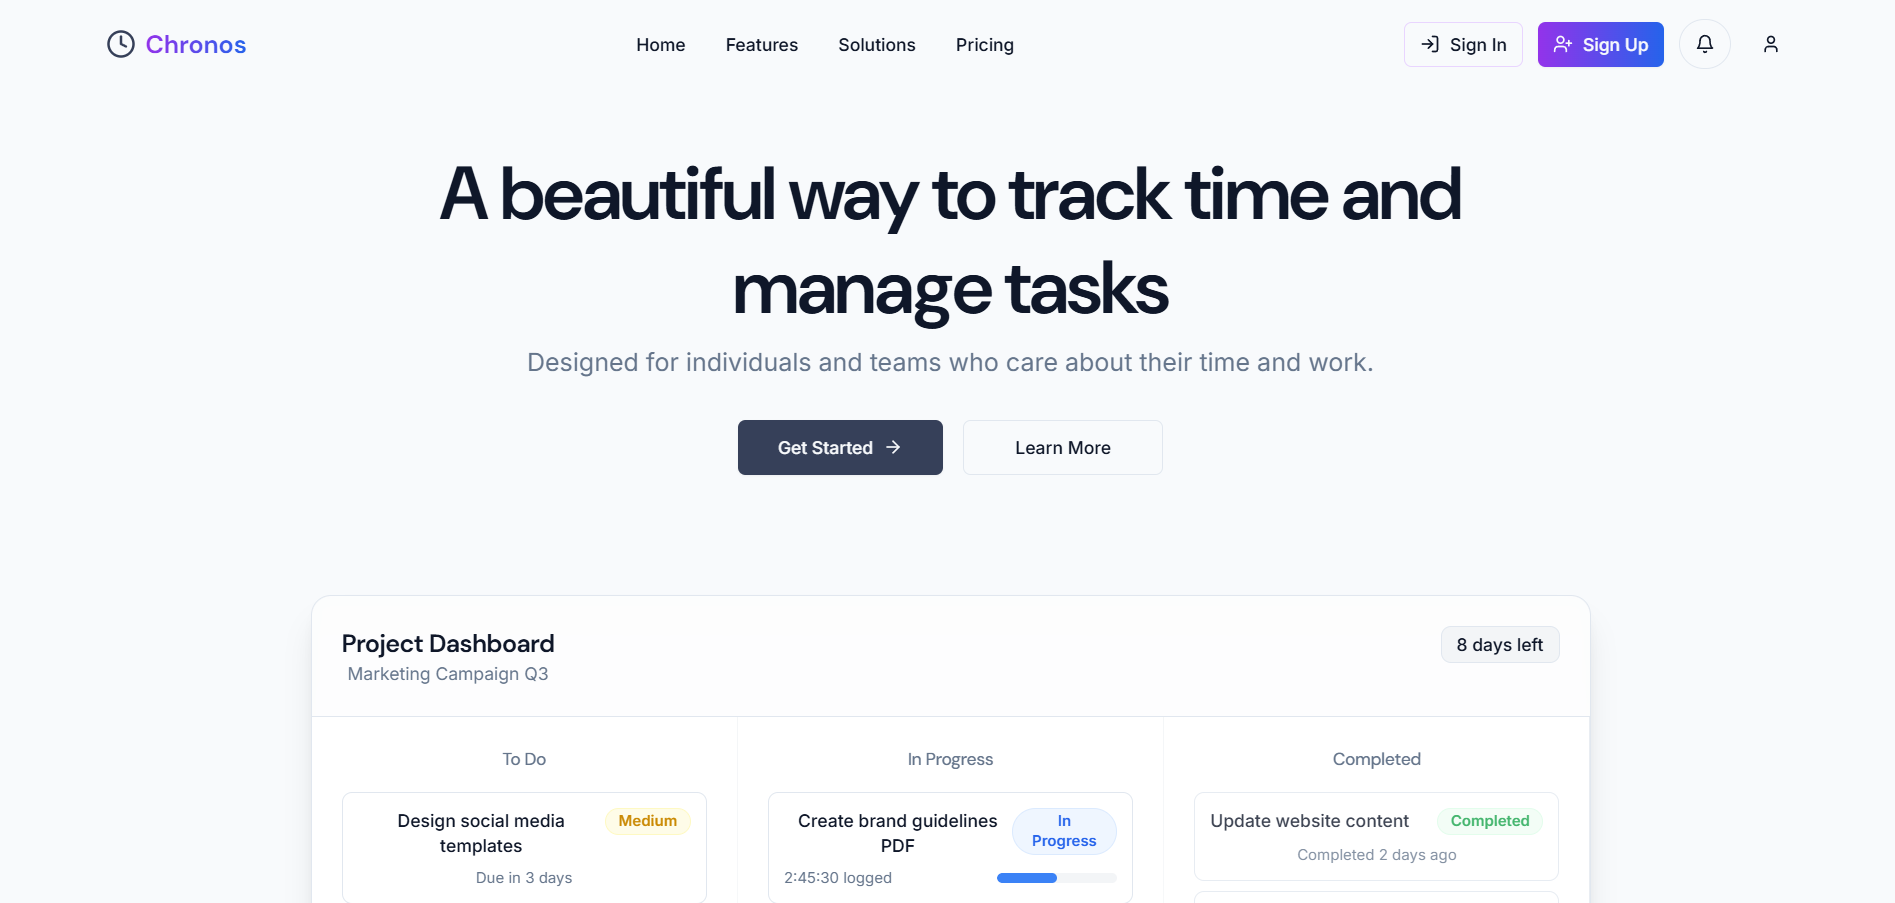 Chronos
Home
Features
Solutions
Pricing
Sign In
Sign Up
A beautiful way to track time and
manage tasks
Designed for individuals and teams who care about their time and work.
Get Started
Learn More
Project Dashboard
Marketing Campaign Q3
8 days left
To Do
Design social media
templates
Medium
Due in 3 days
In Progress
Create brand guidelines
PDF
In
Progress
2:45:30 logged
Completed
Update website content
Completed
Completed 2 days ago